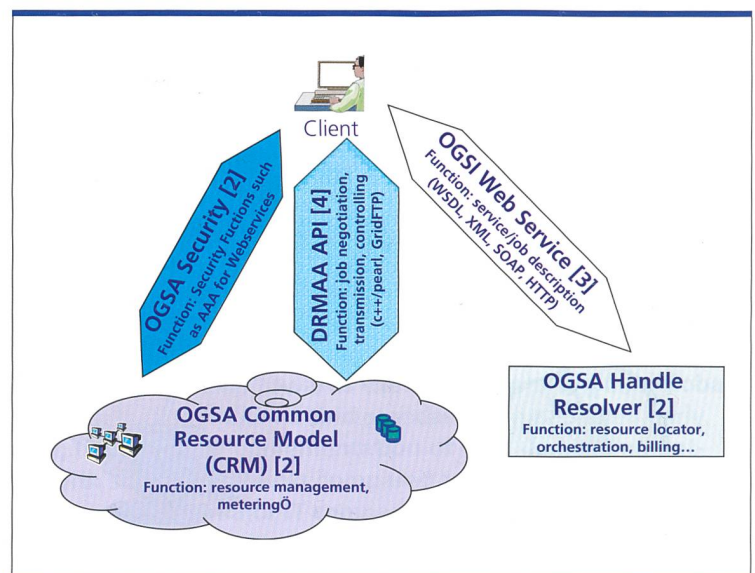 Client
OGSA Security [2]
Function: Security Fuctions such
as AAA for Webservices
DRMAA API [4]
Function: job negotiation,
transmission, controlling
(c++/pearl, GridFTP)
OGSI Web Service [3]
Function: service/job description
(WSDL, XML, SOAP, HTTP)
OGSA Handle
Resolver [2]
Function: resource locator,
orchestration, billing...
OGSA Common
Resource Model
(CRM) [2]
Function: resource management,
meteringÖ